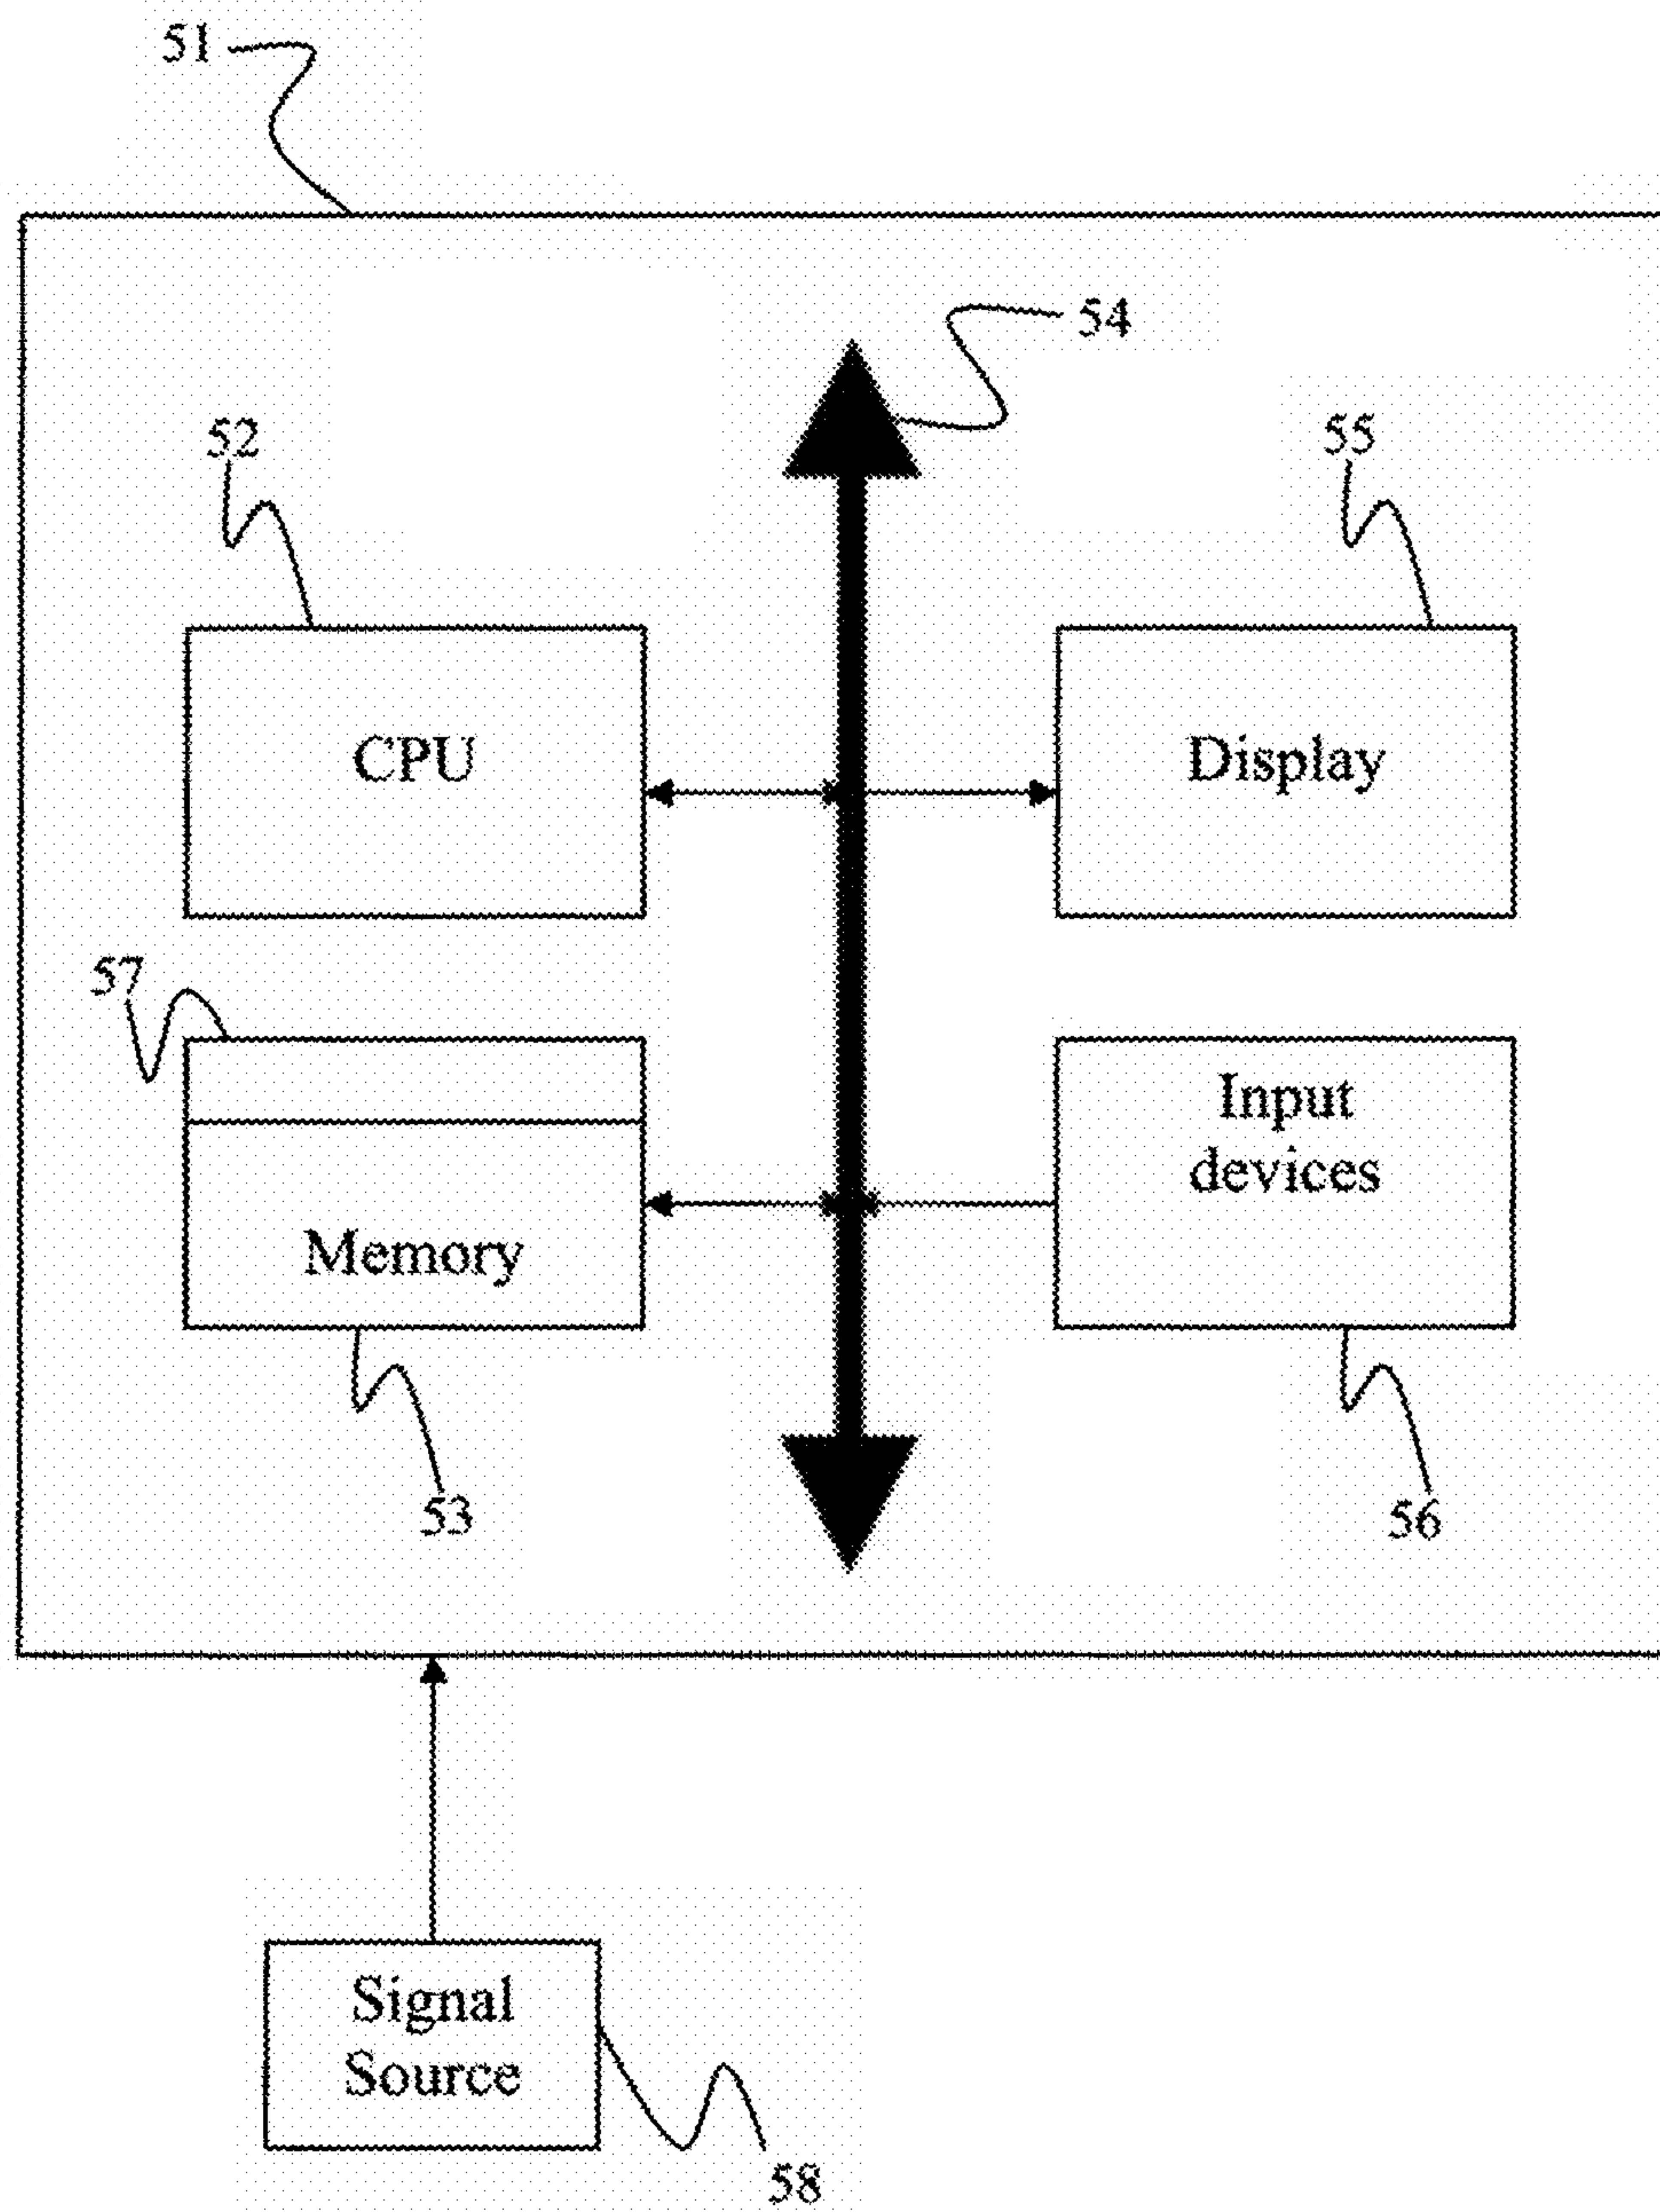 51
54
52
55
CPU
Display
57
Input
devices
Memory
53
56
Signal
Source
58